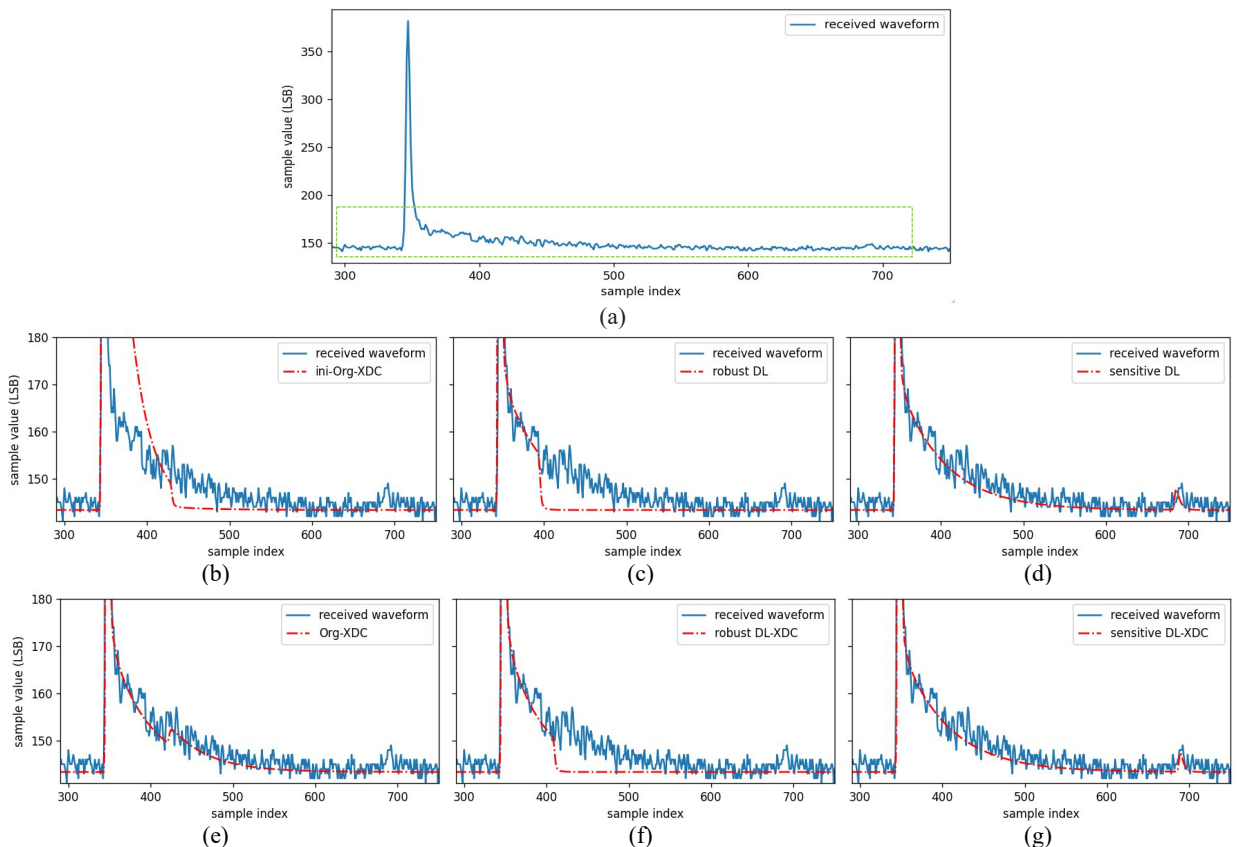 received waveform
sample value (LSB)
350
300
250
200
150
300 400 500 600 700
sample index
(a)
180
170
160
150
sample value (LSB)
received waveform
ini-Org-XDC
300 400 500 600 700
sample index
(b)
received waveform
robust DL
300 400 500 600 700
sample index
(c)
received waveform
sensitive DL
300 400 500 600 700
sample index
(d)
180
170
160
150
sample value (LSB
received waveform
Org-XDC
300 400 500 600 700
sample index
(e)
received waveform
robust DL-XDC
300 400 500 600 700
sample index
(f)
received waveform
sensitive DL-XDC
300 400 500 600 700
sample index
(g)